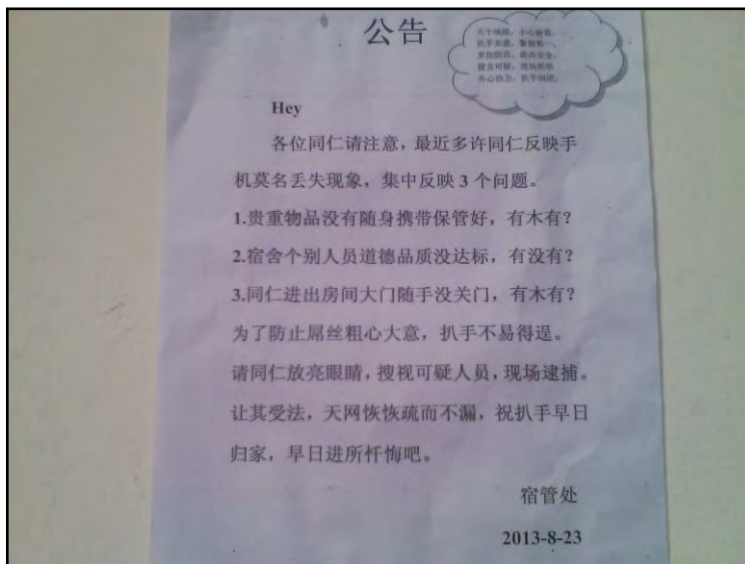 公告
Hey
各位同仁请注意，最近多许同仁反映手
机莫名丢失现象，集中反映 3 个问题。
1.贵重物品没有随身携带保管好，有木有？
2.宿舍个别人员道德品质没达标，有没有？
3.同仁进出房间大门随手没关门，有木有？
为了防止屌丝粗心大意，扒手不易得逞。
请同仁放亮眼睛，搜视可疑人员，现场逮捕。
让其受法，天网恢恢疏而不漏，祝扒手早日
归家，早日进所忏悔吧。
宿管处
2013-8-23